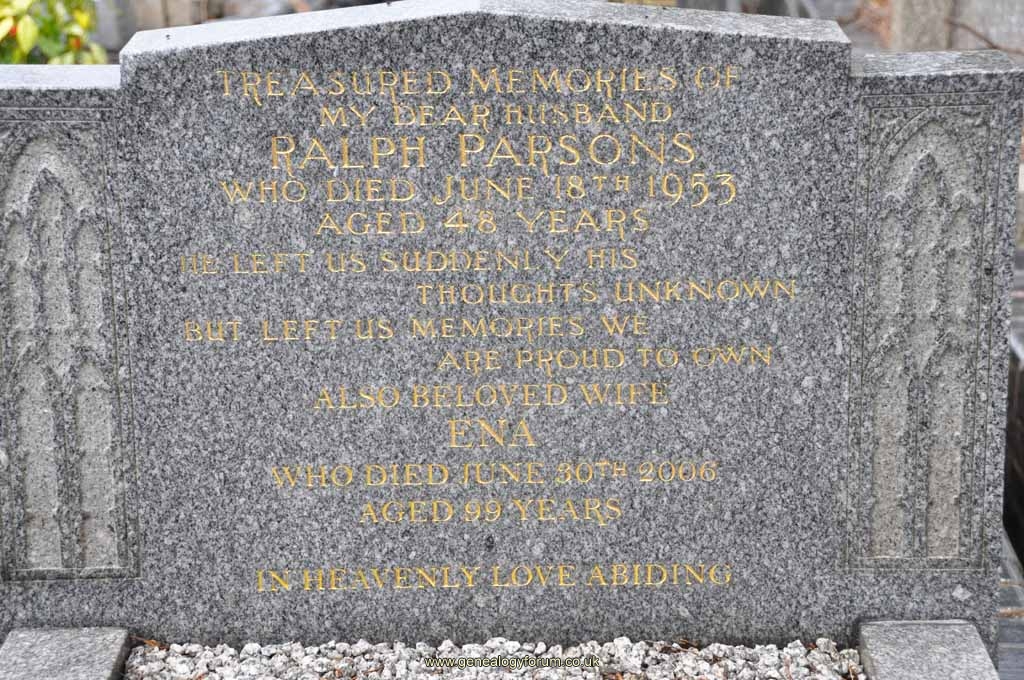 TREASURED MEMORIES OF
MY DEAR HUSBAND
RALPH PARSONS
WHO DIED JUNE 18TH 1953
AGED 48 YEARS
HE LEFT US SUDDENLY HIS
THOUGHTS UNKNOWN
BUT LEFT US MEMORIES WE
ARE PROUD TO OWN
ALSO BELOVED WIFE
ENA
WHO DIED JUNE 30TH 2006
AGED 99 YEARS
IN HEAVENLY LOVE ABIDING
www.genealogyforum.co.uk